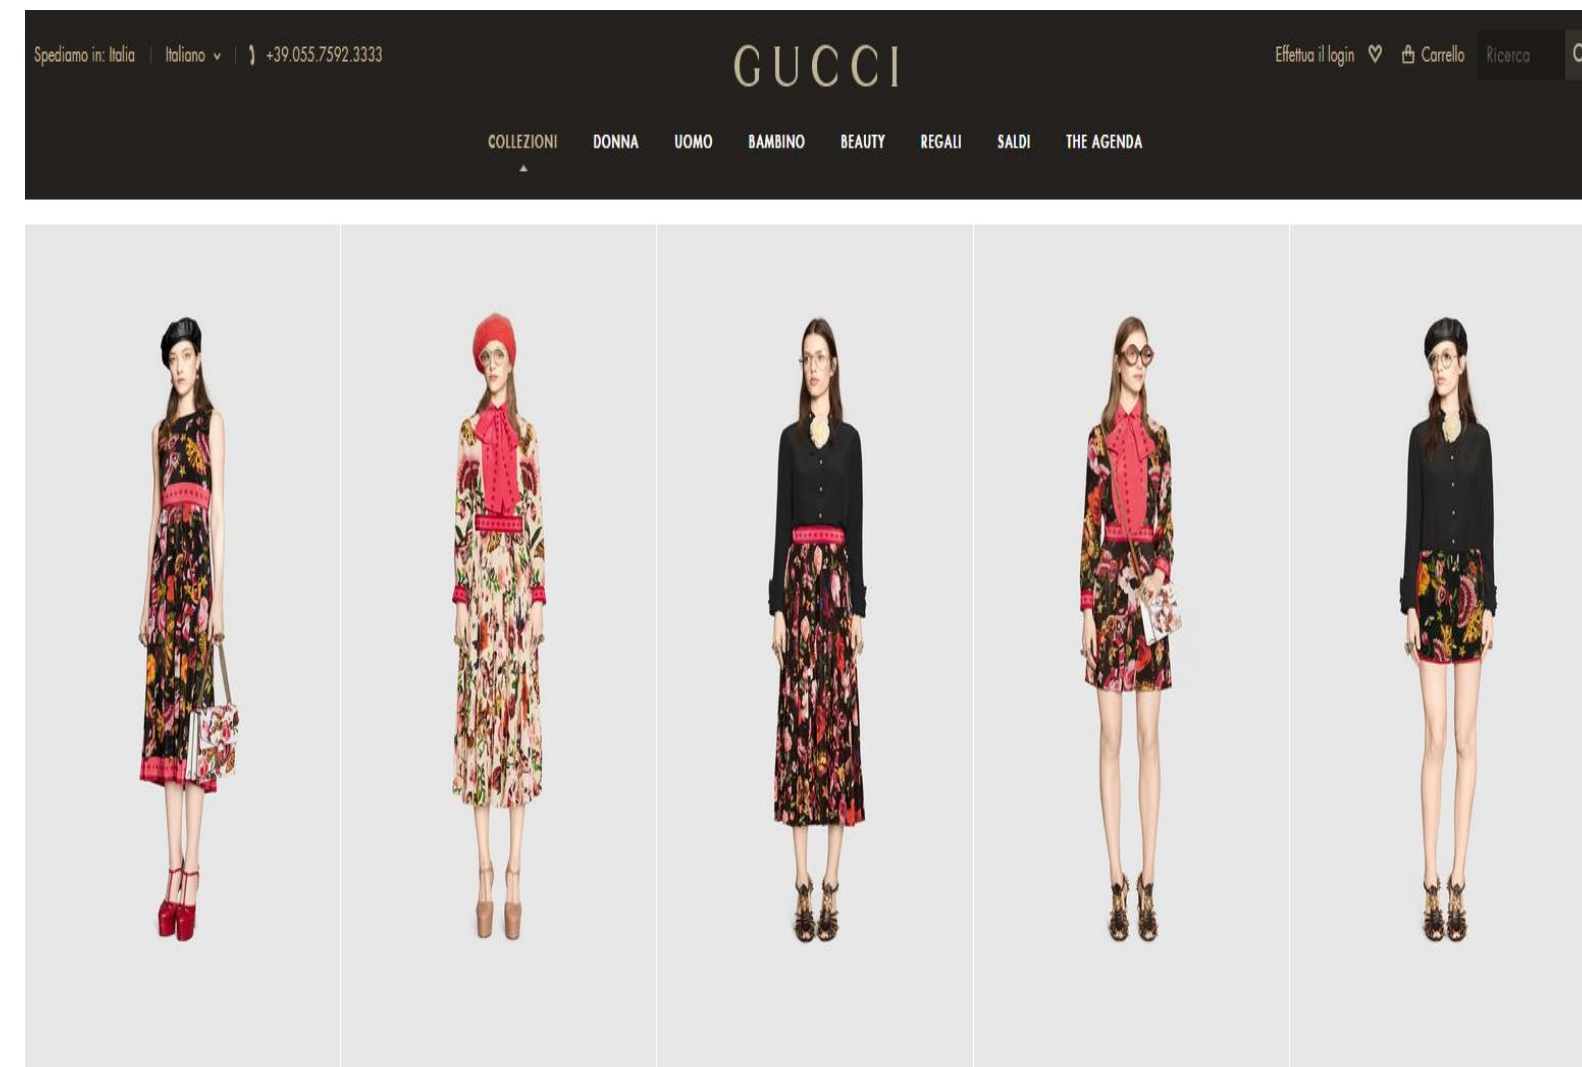 Spediamo in: Italia
Italiano
+39.055.7592.3333
GUCCI
Effettua il login
Carrello
Ricerca
COLLEZIONI DONNA UOMO BAMBINO BEAUTY REGALI SALDI THE AGENDA